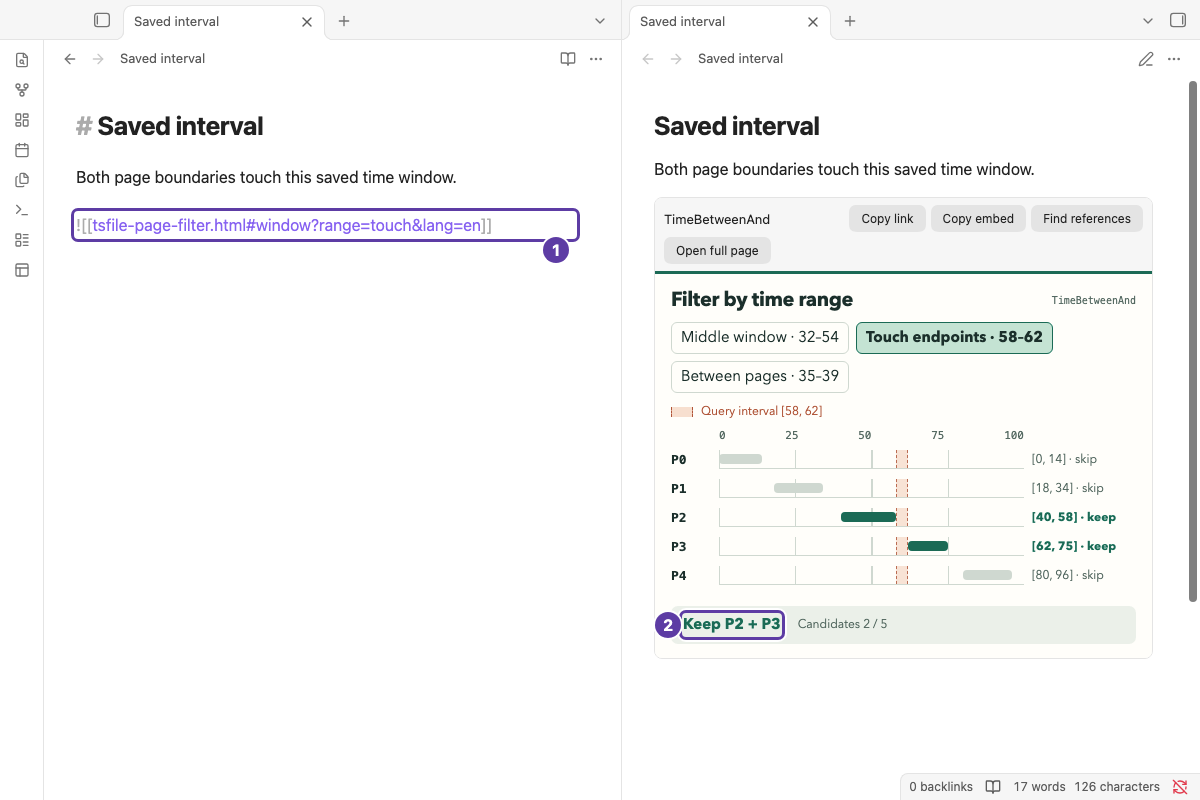 Saved interval
Saved interval
# Saved interval
Both page boundaries touch this saved time window.
![[tsfile-page-filter.html#window?range=touch&lang=en]]
1
Saved interval
Saved interval
Saved interval
Both page boundaries touch this saved time window.
TimeBetweenAnd
Copy link
Copy embed
Find references
Open full page
Filter by time range
TimeBetweenAnd
Middle window · 32–54
Touch endpoints · 58–62
Between pages · 35–39
Query interval [58, 62]
0 25 50 75 100
P0 [0, 14] · skip
P1 [18, 34] · skip
P2 [40, 58] · keep
P3 [62, 75] · keep
P4 [80, 96] · skip
2 Keep P2 + P3 Candidates 2 / 5
0 backlinks 17 words 126 characters